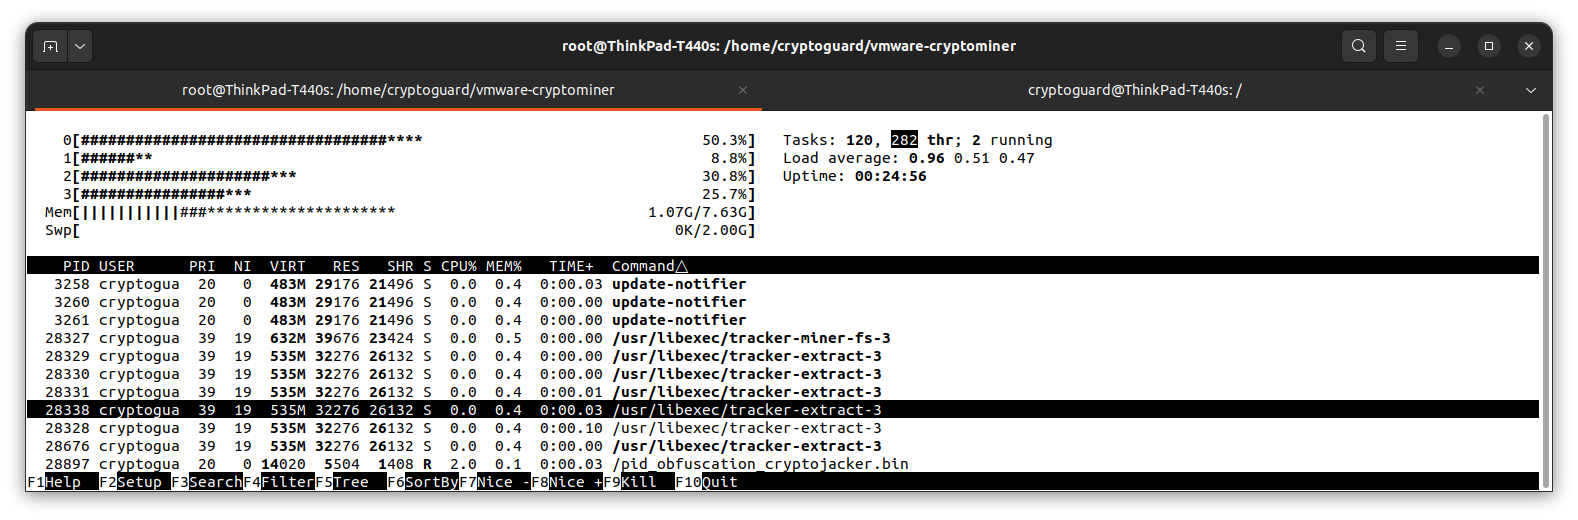 root@ThinkPad-T440s: /home/cryptoguard/vmware-cryptominer
root@ThinkPad-T440s: /home/cryptoguard/vmware-cryptominer × cryptoguard@ThinkPad-T440s: / ×
0[##################################**** 50.3%] Tasks: 120, 282 thr; 2 running
1[######** 8.8%] Load average: 0.96 0.51 0.47
2[#####################*** 30.8%] Uptime: 00:24:56
3[################*** 25.7%]
Mem[|||||||||||###********************* 1.07G/7.63G]
Swp[ 0K/2.00G]
PID USER PRI NI VIRT RES SHR S CPU% MEM% TIME+ Command△
3258 cryptogua 20 0 483M 29176 21496 S 0.0 0.4 0:00.03 update-notifier
3260 cryptogua 20 0 483M 29176 21496 S 0.0 0.4 0:00.00 update-notifier
3261 cryptogua 20 0 483M 29176 21496 S 0.0 0.4 0:00.00 update-notifier
28327 cryptogua 39 19 632M 39676 23424 S 0.0 0.5 0:00.00 /usr/libexec/tracker-miner-fs-3
28329 cryptogua 39 19 535M 32276 26132 S 0.0 0.4 0:00.00 /usr/libexec/tracker-extract-3
28330 cryptogua 39 19 535M 32276 26132 S 0.0 0.4 0:00.00 /usr/libexec/tracker-extract-3
28331 cryptogua 39 19 535M 32276 26132 S 0.0 0.4 0:00.01 /usr/libexec/tracker-extract-3
28338 cryptogua 39 19 535M 32276 26132 S 0.0 0.4 0:00.03 /usr/libexec/tracker-extract-3
28328 cryptogua 39 19 535M 32276 26132 S 0.0 0.4 0:00.10 /usr/libexec/tracker-extract-3
28676 cryptogua 39 19 535M 32276 26132 S 0.0 0.4 0:00.00 /usr/libexec/tracker-extract-3
28897 cryptogua 20 0 14020 5504 1408 R 2.0 0.1 0:00.03 /pid_obfuscation_cryptojacker.bin
F1Help F2Setup F3SearchF4FilterF5Tree F6SortByF7Nice -F8Nice +F9Kill F10Quit